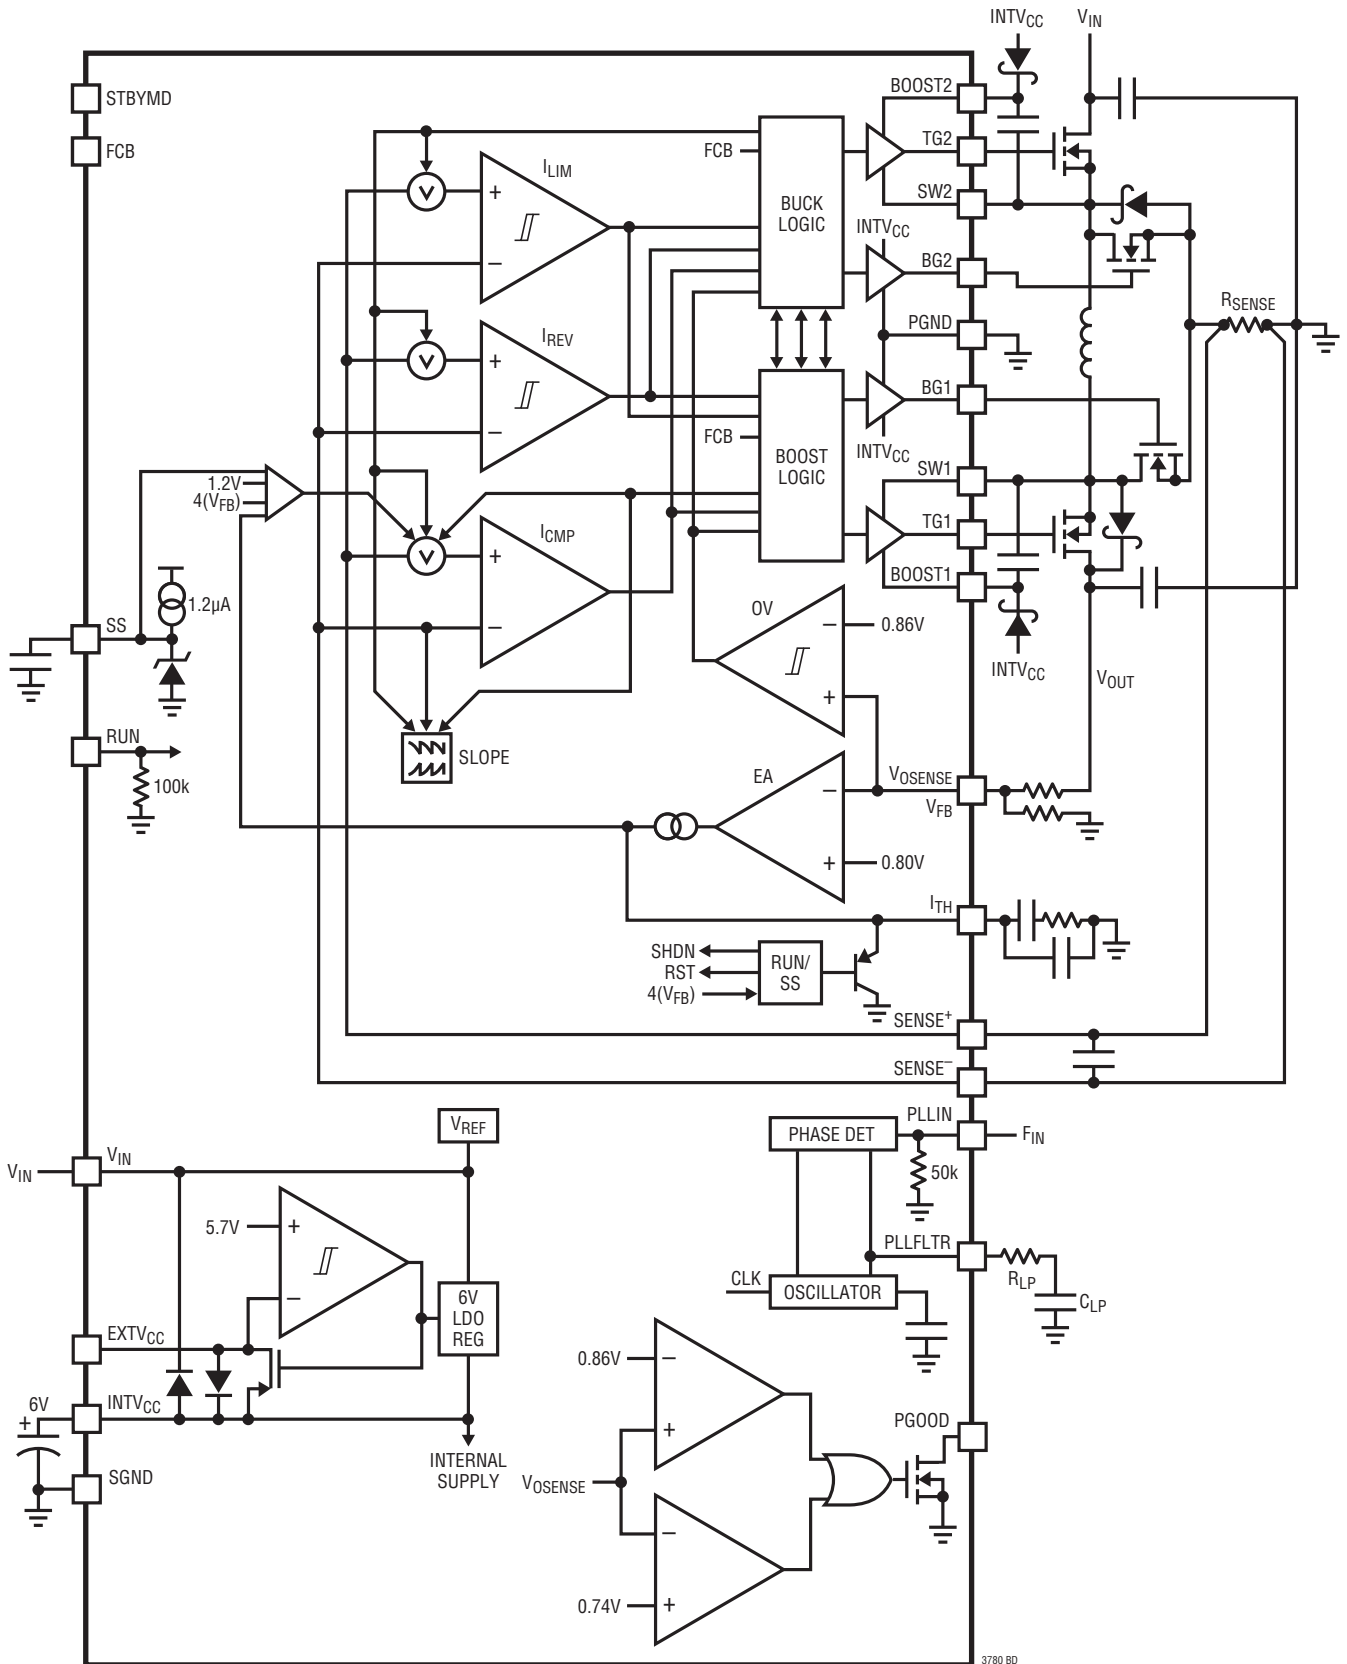 INTVCC
VIN
STBYMD
FCB
BOOST2
TG2
SW2
FCB
ILIM
+
−
BUCK
LOGIC
INTVCC
BG2
PGND
RSENSE
IREV
+
−
BG1
INTVCC
FCB
BOOST
LOGIC
SW1
1.2V
4(VFB)
TG1
ICMP
+
−
BOOST1
INTVCC
1.2µA
SS
OV
−
0.86V
+
VOUT
RUN
100k
SLOPE
EA
−
VOSENSE
VFB
+
0.80V
ITH
SHDN
RST
4(VFB)
RUN/
SS
SENSE+
SENSE−
VREF
PHASE DET
PLLIN
FIN
50k
VIN
VIN
5.7V
+
−
6V
LDO
REG
PLLFLTR
RLP
CLP
CLK
OSCILLATOR
EXTVCC
INTVCC
6V
+
SGND
INTERNAL
SUPPLY
0.86V
−
+
VOSENSE
−
0.74V
+
PGOOD
3780 BD